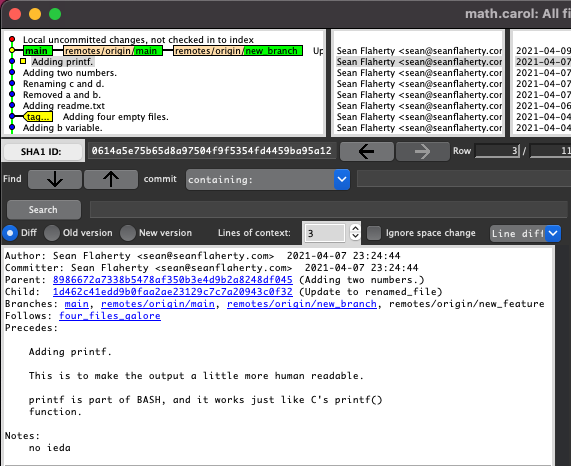 math.carol: All fi
Local uncommitted changes, not checked in to index
main remotes/origin/main remotes/origin/new_branch Up
Sean Flaherty <sean@seanflaherty.cor 2021-04-09
Adding printf. Sean Flaherty <sean@seanflaherty.cor 2021-04-07
Adding two numbers. Sean Flaherty <sean@seanflaherty.cor 2021-04-07
Renaming c and d. Sean Flaherty <sean@seanflaherty.cor 2021-04-07
Removed a and b. Sean Flaherty <sean@seanflaherty.cor 2021-04-07
Adding readme.txt Sean Flaherty <sean@seanflaherty.cor 2021-04-06
tag... Adding four empty files. Sean Flaherty <sean@seanflaherty.cor 2021-04-04
Adding b variable. Sean Flaherty <sean@seanflaherty.cor 2021-04-04
SHA1 ID: 0614a5e75b65d8a97504f9f5354fd4459ba95a12 Row 3 / 11
Find commit containing:
Search
Diff Old version New version Lines of context: 3 Ignore space change Line diff
Author: Sean Flaherty <sean@seanflaherty.com> 2021-04-07 23:24:44
Committer: Sean Flaherty <sean@seanflaherty.com> 2021-04-07 23:24:44
Parent: 8986672a7338b5478af350b3e4d9b2a8248df045 (Adding two numbers.)
Child: 1d462c41edd9b0faa2ae23129c7c7a20943c0f32 (Update to renamed_file)
Branches: main, remotes/origin/main, remotes/origin/new_branch, remotes/origin/new_feature
Follows: four_files_galore
Precedes:
Adding printf.
This is to make the output a little more human readable.
printf is part of BASH, and it works just like C's printf()
function.
Notes:
no ieda